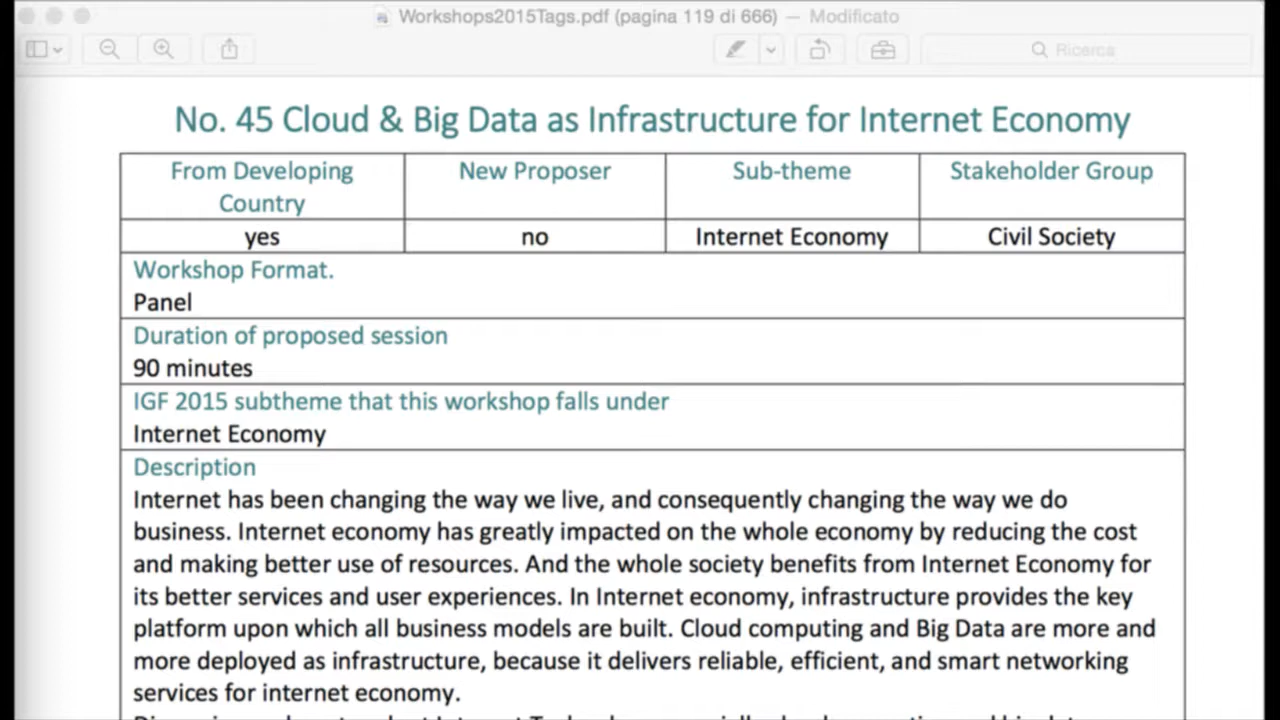 Workshops2015Tags.pdf (pagina 119 di 666) — Modificato
Ricerca
No. 45 Cloud & Big Data as Infrastructure for Internet Economy
From Developing Country
New Proposer
Sub-theme
Stakeholder Group
yes
no
Internet Economy
Civil Society
Workshop Format.
Panel
Duration of proposed session
90 minutes
IGF 2015 subtheme that this workshop falls under
Internet Economy
Description
Internet has been changing the way we live, and consequently changing the way we do
business. Internet economy has greatly impacted on the whole economy by reducing the cost
and making better use of resources. And the whole society benefits from Internet Economy for
its better services and user experiences. In Internet economy, infrastructure provides the key
platform upon which all business models are built. Cloud computing and Big Data are more and
more deployed as infrastructure, because it delivers reliable, efficient, and smart networking
services for internet economy.